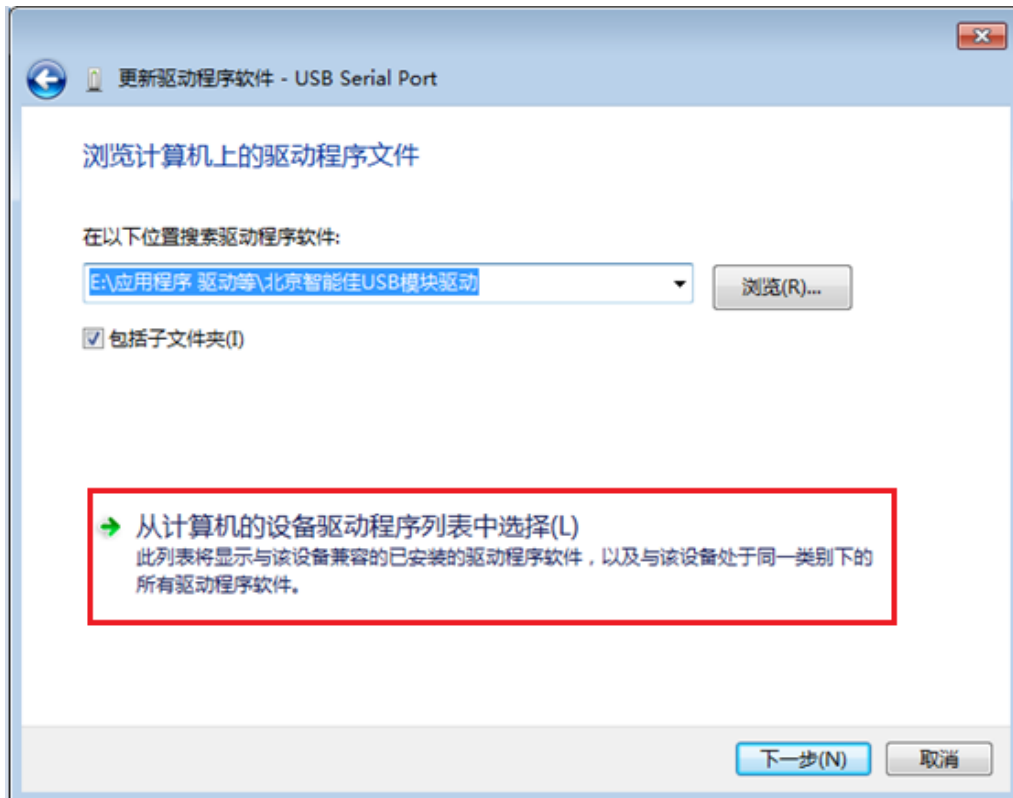 更新驱动程序软件 - USB Serial Port
浏览计算机上的驱动程序文件
在以下位置搜索驱动程序软件:
E:\应用程序 驱动等\北京智能佳USB模块驱动
浏览(R)...
包括子文件夹(I)
从计算机的设备驱动程序列表中选择(L)
此列表将显示与该设备兼容的已安装的驱动程序软件，以及与该设备处于同一类别下的
所有驱动程序软件。
下一步(N)
取消